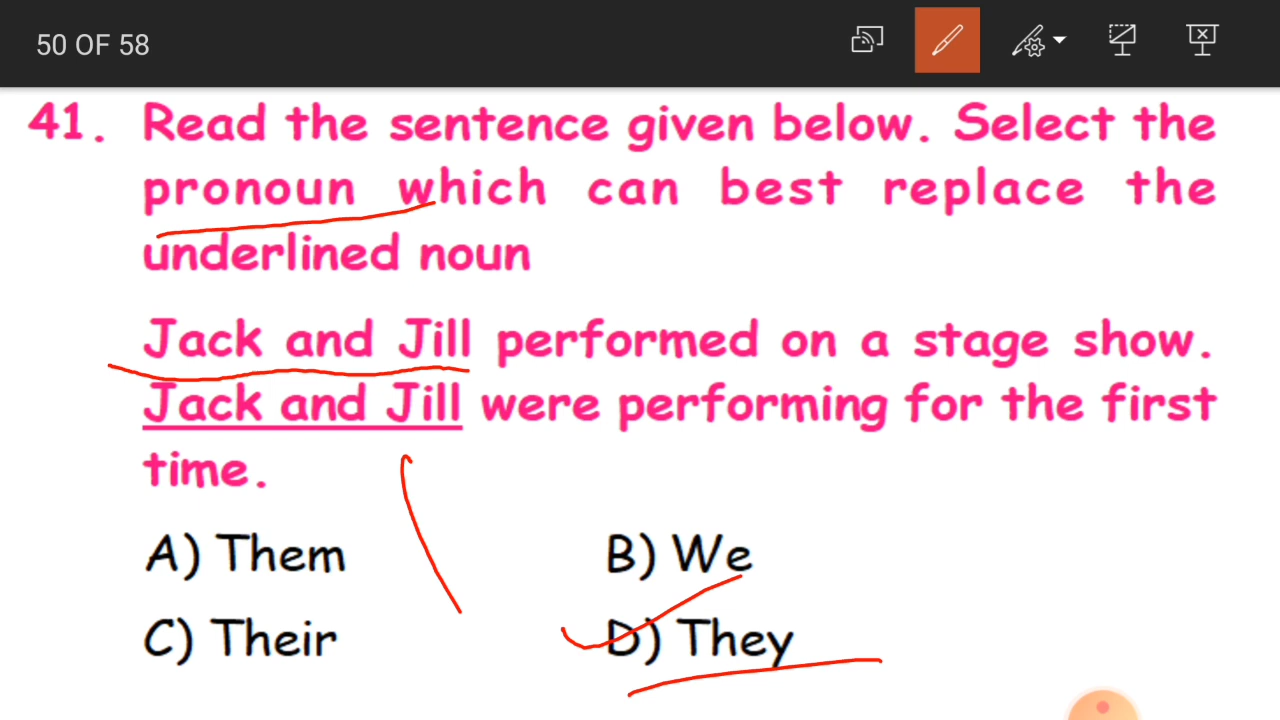 50 OF 58
41. Read the sentence given below. Select the
pronoun which can best replace the
underlined noun
Jack and Jill performed on a stage show.
Jack and Jill were performing for the first
time.
A) Them B) We
C) Their D) They